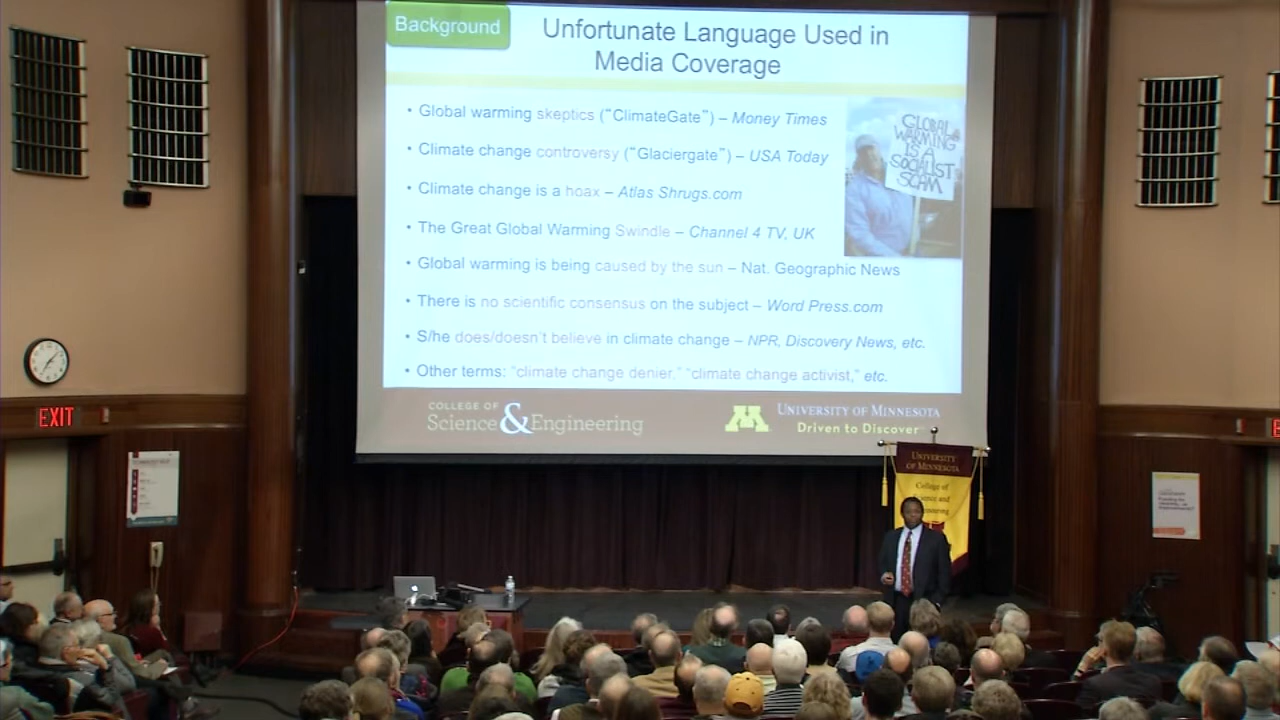 Background
Unfortunate Language Used in
Media Coverage
• Global warming skeptics ("ClimateGate") – Money Times
• Climate change controversy ("Glaciergate") – USA Today
• Climate change is a hoax – Atlas Shrugs.com
• The Great Global Warming Swindle – Channel 4 TV, UK
• Global warming is being caused by the sun – Nat. Geographic News
• There is no scientific consensus on the subject – Word Press.com
• S/he does/doesn't believe in climate change – NPR, Discovery News, etc.
• Other terms: "climate change denier," "climate change activist," etc.
GLOBAL
WARMING
IS A
SOCIALIST
SCAM
COLLEGE OF
Science & Engineering
M
UNIVERSITY OF MINNESOTA
Driven to Discover
EXIT
UNIVERSITY
OF MINNESOTA
College of